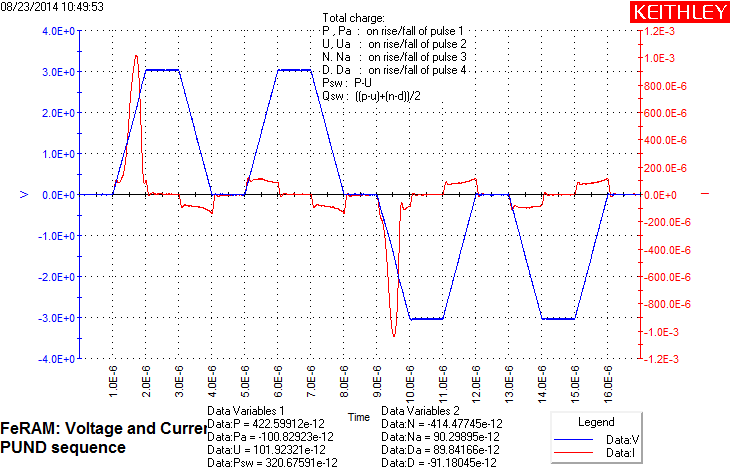 08/23/2014 10:49:53
KEITHLEY
Total charge:
P , Pa : on rise/fall of pulse 1
U, Ua : on rise/fall of pulse 2
N. Na : on rise/fall of pulse 3
D. Da : on rise/fall of pulse 4
Psw : P-U
Qsw : ((p-u)+(n-d))/2
4.0E+0
3.0E+0
2.0E+0
1.0E+0
0.0E+0
-1.0E+0
-2.0E+0
-3.0E+0
-4.0E+0
V
1.2E-3
1.0E-3
800.0E-6
600.0E-6
400.0E-6
200.0E-6
0.0E+0
-200.0E-6
-400.0E-6
-600.0E-6
-800.0E-6
-1.0E-3
-1.2E-3
I
1.0E-6
2.0E-6
3.0E-6
4.0E-6
5.0E-6
6.0E-6
7.0E-6
8.0E-6
9.0E-6
10.0E-6
11.0E-6
12.0E-6
13.0E-6
14.0E-6
15.0E-6
16.0E-6
Time
FeRAM: Voltage and Curren
PUND sequence
Data Variables 1
Data:P = 422.59912e-12
Data:Pa = -100.82923e-12
Data:U = 101.92321e-12
Data:Psw = 320.67591e-12
Data Variables 2
Data:N = -414.47745e-12
Data:Na = 90.29895e-12
Data:Da = 89.84166e-12
Data:D = -91.18045e-12
Legend
Data:V
Data:I